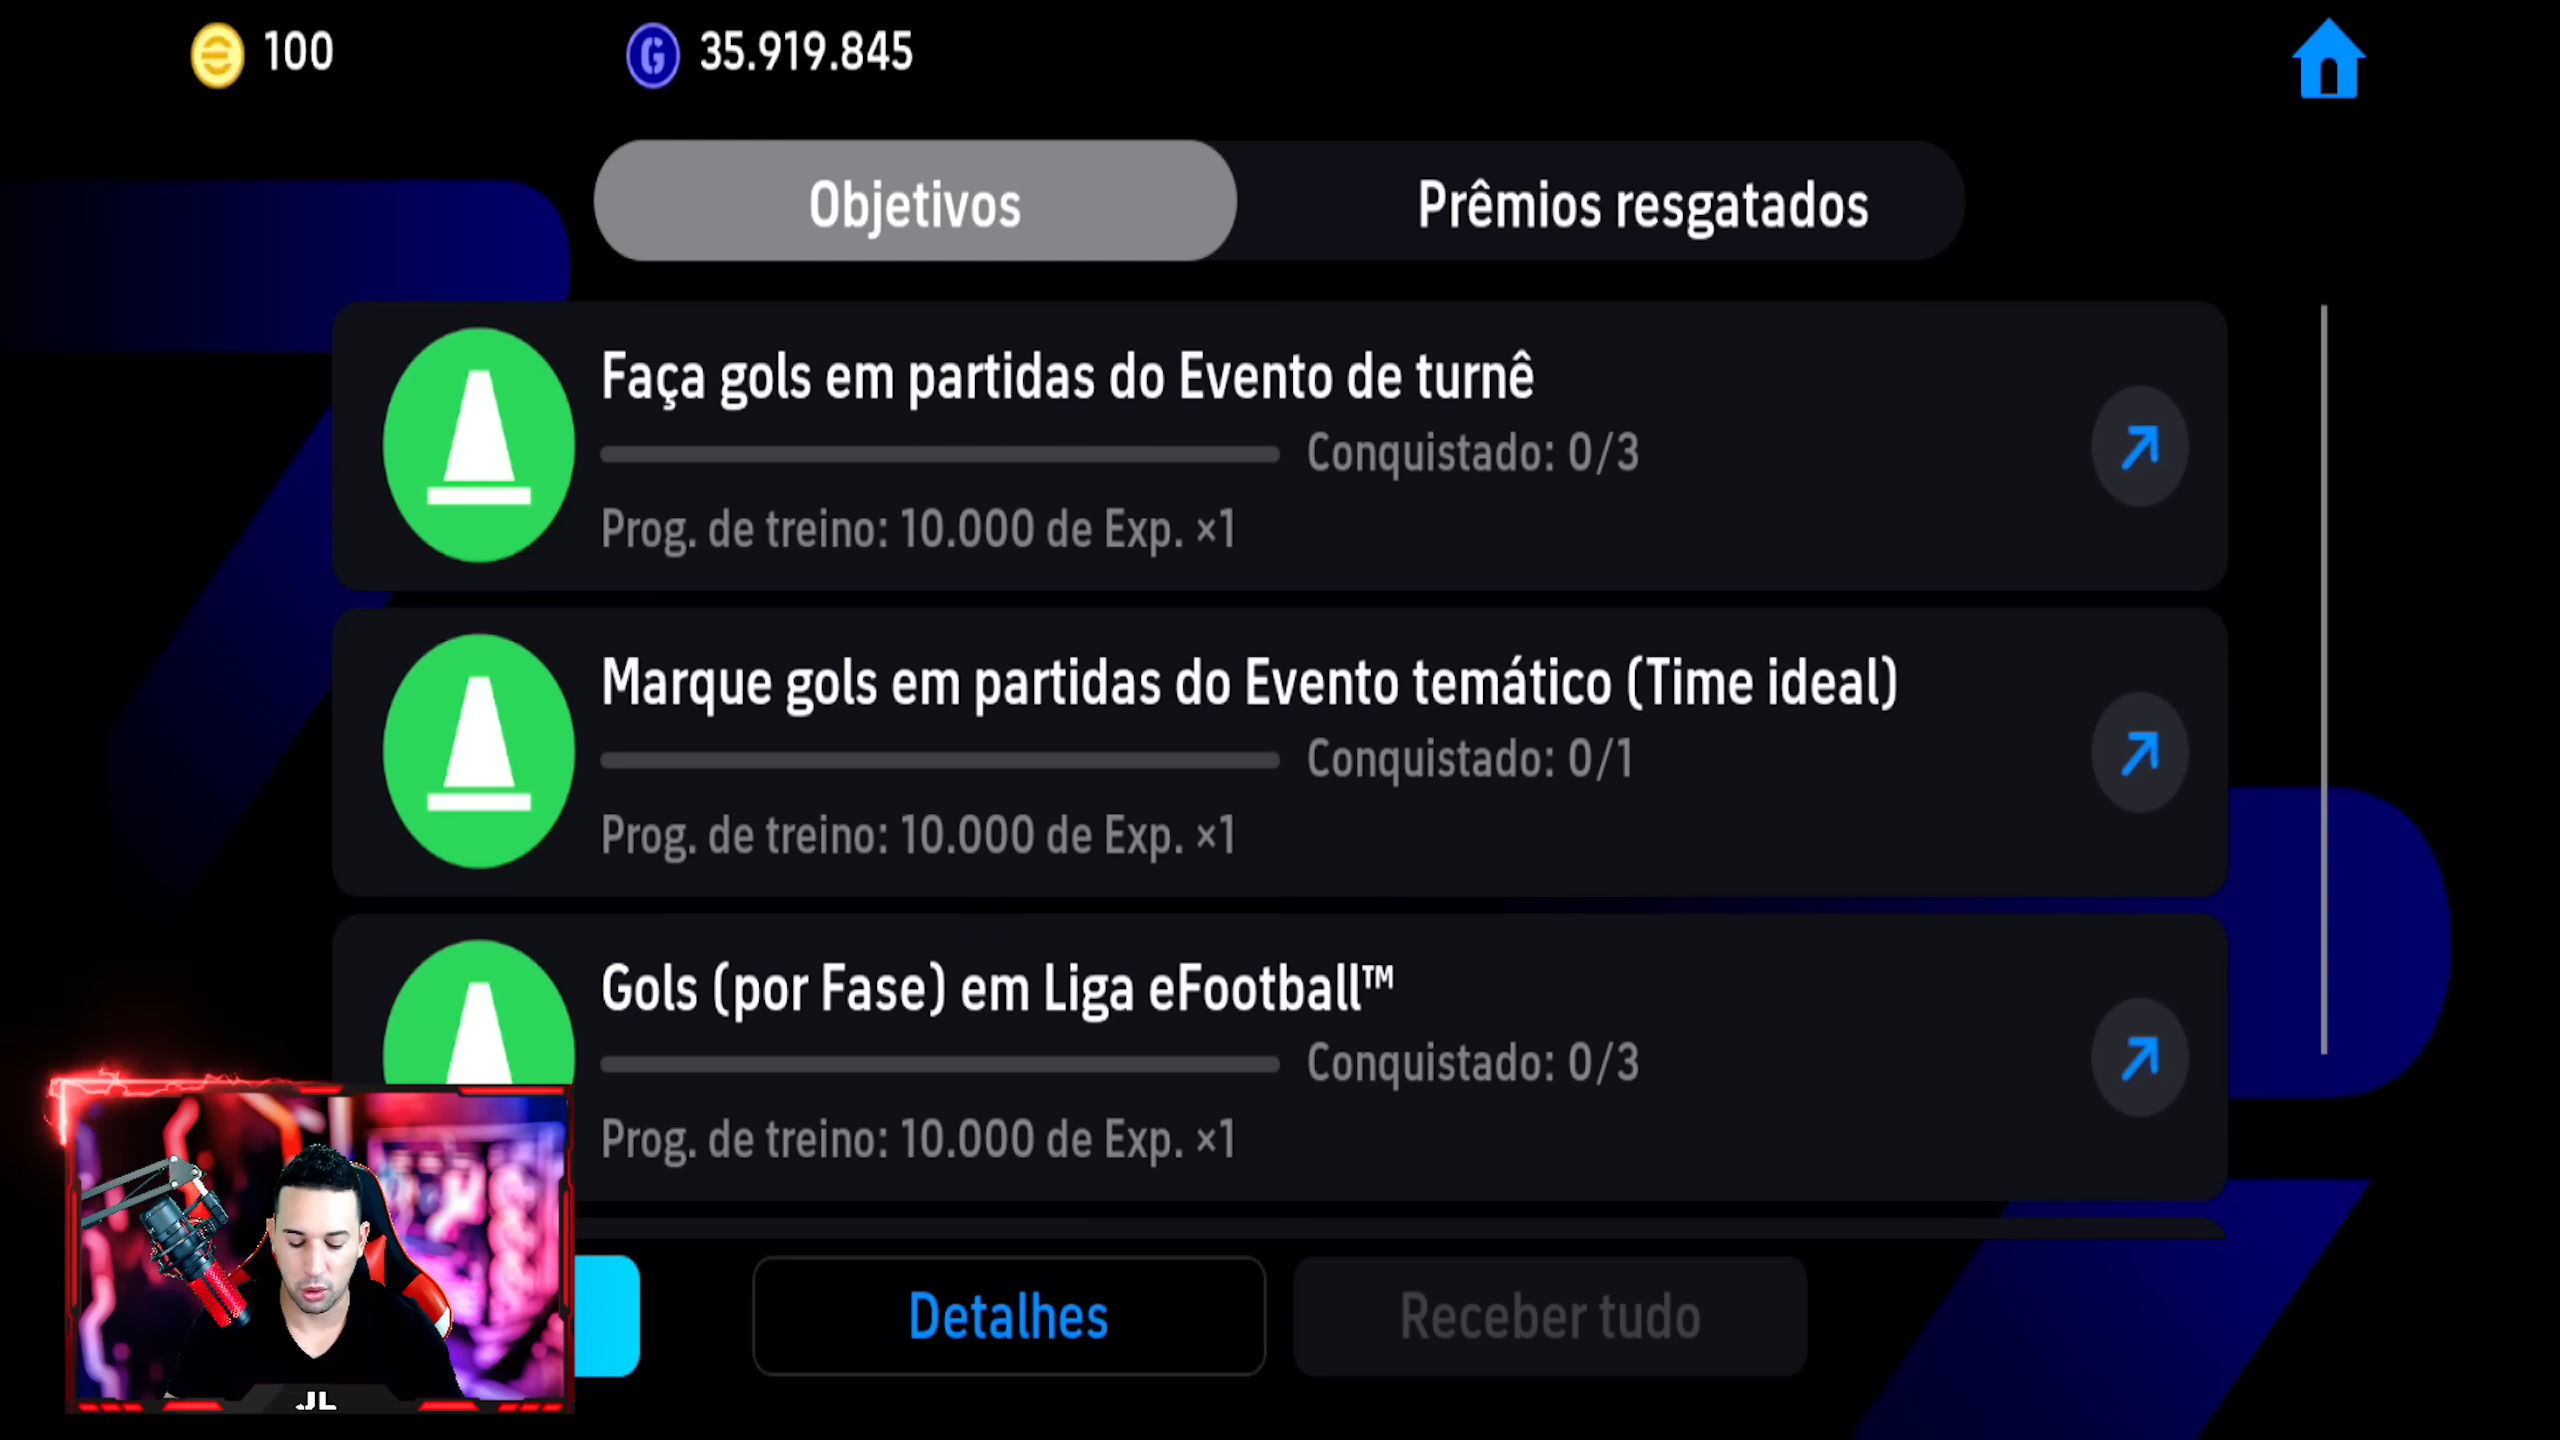 100
35.919.845
Objetivos
Prêmios resgatados
Faça gols em partidas do Evento de turnê
Conquistado: 0/3
Prog. de treino: 10.000 de Exp. ×1
Marque gols em partidas do Evento temático (Time ideal)
Conquistado: 0/1
Prog. de treino: 10.000 de Exp. ×1
Gols (por Fase) em Liga eFootball™
Conquistado: 0/3
Prog. de treino: 10.000 de Exp. ×1
Detalhes
Receber tudo
JL